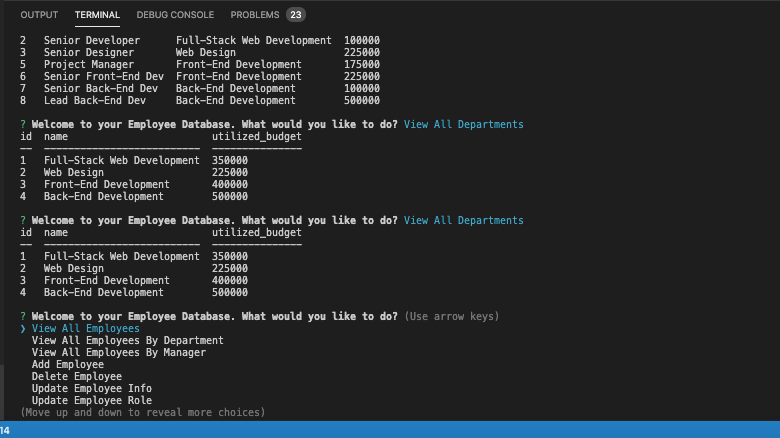 OUTPUT TERMINAL DEBUG CONSOLE PROBLEMS 23
2 Senior Developer Full-Stack Web Development 100000
3 Senior Designer Web Design 225000
5 Project Manager Front-End Development 175000
6 Senior Front-End Dev Front-End Development 225000
7 Senior Back-End Dev Back-End Development 100000
8 Lead Back-End Dev Back-End Development 500000
? Welcome to your Employee Database. What would you like to do? View All Departments
id name utilized_budget
-- -------------------------- ---------------
1 Full-Stack Web Development 350000
2 Web Design 225000
3 Front-End Development 400000
4 Back-End Development 500000
? Welcome to your Employee Database. What would you like to do? View All Departments
id name utilized_budget
-- -------------------------- ---------------
1 Full-Stack Web Development 350000
2 Web Design 225000
3 Front-End Development 400000
4 Back-End Development 500000
? Welcome to your Employee Database. What would you like to do? (Use arrow keys)
❯ View All Employees
View All Employees By Department
View All Employees By Manager
Add Employee
Delete Employee
Update Employee Info
Update Employee Role
(Move up and down to reveal more choices)
14